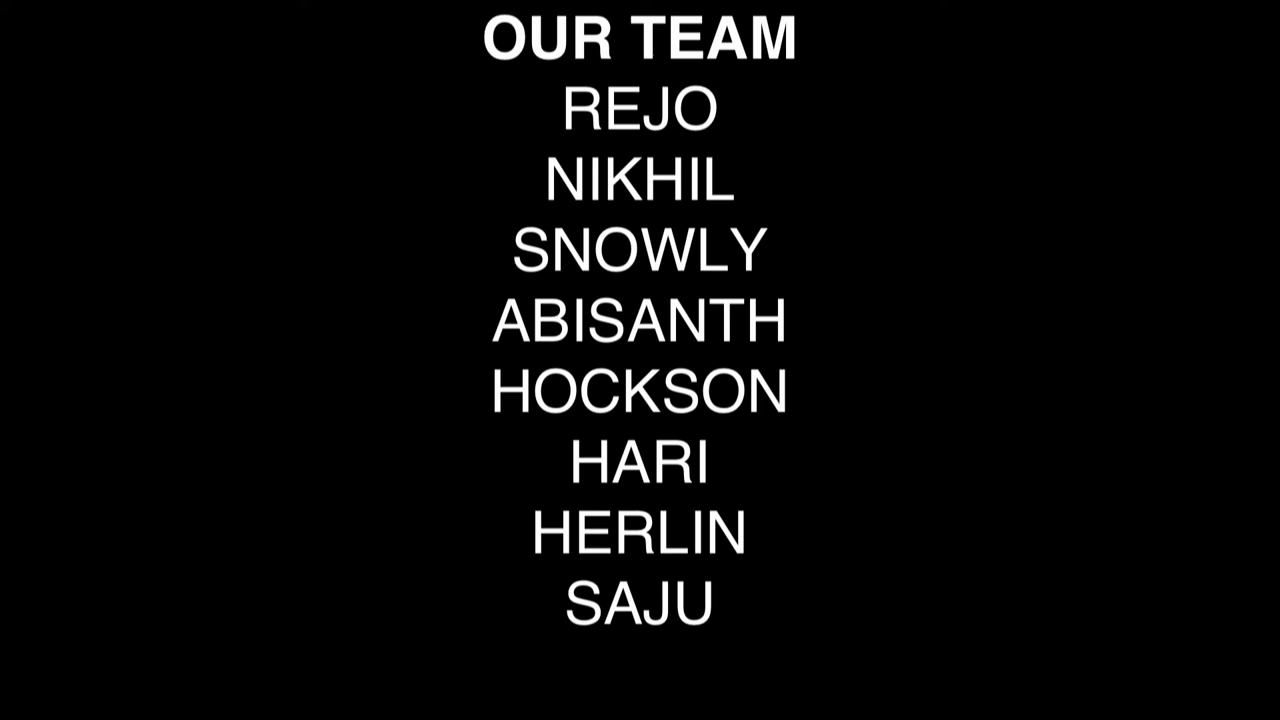 OUR TEAM
REJO
NIKHIL
SNOWLY
ABISANTH
HOCKSON
HARI
HERLIN
SAJU